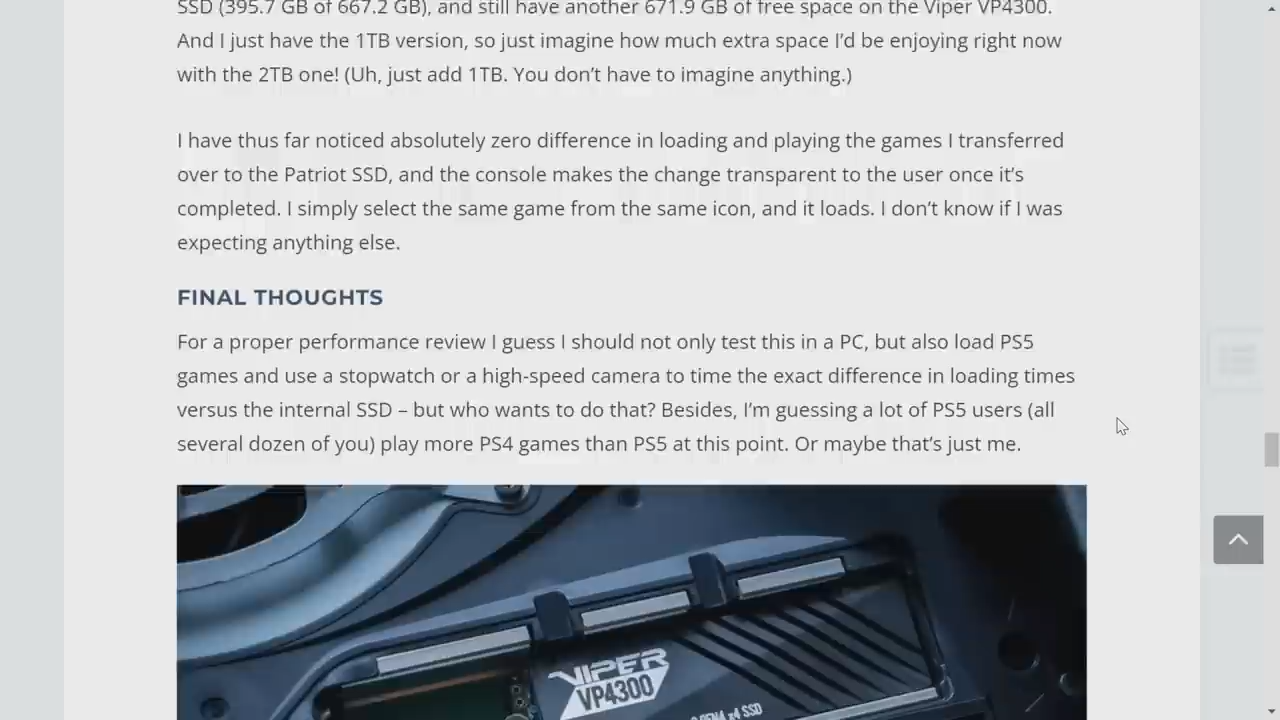 SSD (395.7 GB of 667.2 GB), and still have another 671.9 GB of free space on the Viper VP4300.
And I just have the 1TB version, so just imagine how much extra space I’d be enjoying right now
with the 2TB one! (Uh, just add 1TB. You don’t have to imagine anything.)
I have thus far noticed absolutely zero difference in loading and playing the games I transferred
over to the Patriot SSD, and the console makes the change transparent to the user once it’s
completed. I simply select the same game from the same icon, and it loads. I don’t know if I was
expecting anything else.
FINAL THOUGHTS
For a proper performance review I guess I should not only test this in a PC, but also load PS5
games and use a stopwatch or a high-speed camera to time the exact difference in loading times
versus the internal SSD – but who wants to do that? Besides, I’m guessing a lot of PS5 users (all
several dozen of you) play more PS4 games than PS5 at this point. Or maybe that’s just me.
VIPER
VP4300
x4 SSD